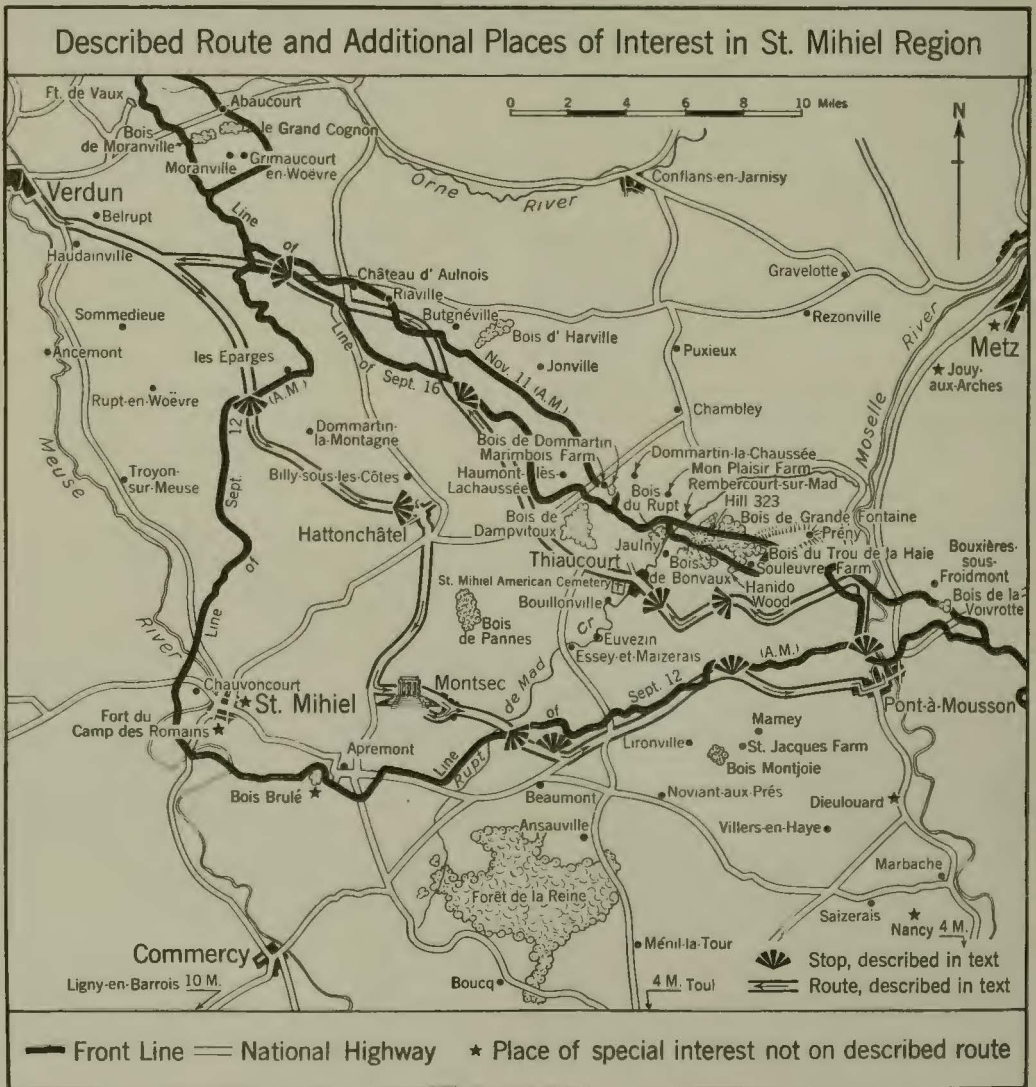 Described Route and Additional Places of Interest in St. Mihiel Region
Ft. de Vaux
Abaucourt
le Grand Cognon
Bois
de Moranville
Moranville
Grimaucourt
en-Woëvre
0 2 4 6 8 10 Miles
N
Verdun
Belrupt
Haudainville
Orne
River
Conflans-en-Jarnisy
Line
of
Château d'Aulnois
Riaville
Butgnéville
Bois d'Harville
Jonville
Gravelotte
Rezonville
River
Metz
Jouy-
aux-Arches
Sommedieue
Ancemont
les Eparges
Rupt-en-Woëvre
(A.M.)
12
Sept.
of
Line
Line
of
Sept. 16
Nov. 11 (A.M.)
Puxieux
Chambley
Moselle
Meuse
River
Troyon-
sur-Meuse
Dommartin-
la-Montagne
Billy-sous-les-Côtes
Hattonchâtel
Bois de Dommartin
Marimbois Farm
Haumont-lès-
Lachaussée
Dommartin-la-Chaussée
Mon Plaisir Farm
Rembercourt-sur-Mad
Hill 323
Bois
du Rupt
Bois de Grande Fontaine
Prény
Bois de
Dampvitoux
Jaulny
Bois du Trou de la Haie
Souleuvre Farm
Bois
de Bonvaux
Hanido
Wood
Bouxières-
sous-
Froidmont
Bois de la
Voivrotte
Thiaucourt
St. Mihiel American Cemetery
Bouillonville
Bois
de Pannes
Euvezin
Essey-et-Maizerais
Rupt
de Mad
Cr
Chauvoncourt
St. Mihiel
Fort du
Camp des Romains
Montsec
Line
of
Sept. 12
(A.M.)
Pont-à-Mousson
Apremont
Bois Brulé
Lironville
Mamey
St. Jacques Farm
Bois Montjoie
Beaumont
Noviant-aux-Prés
Dieulouard
Ansauville
Villers-en-Haye
Forêt de la Reine
Marbache
Saizerais
Nancy 4 M.
Commercy
Ligny-en-Barrois 10 M.
Boucq
Ménil-la-Tour
4 M. Toul
Stop, described in text
Route, described in text
Front Line National Highway ★ Place of special interest not on described route